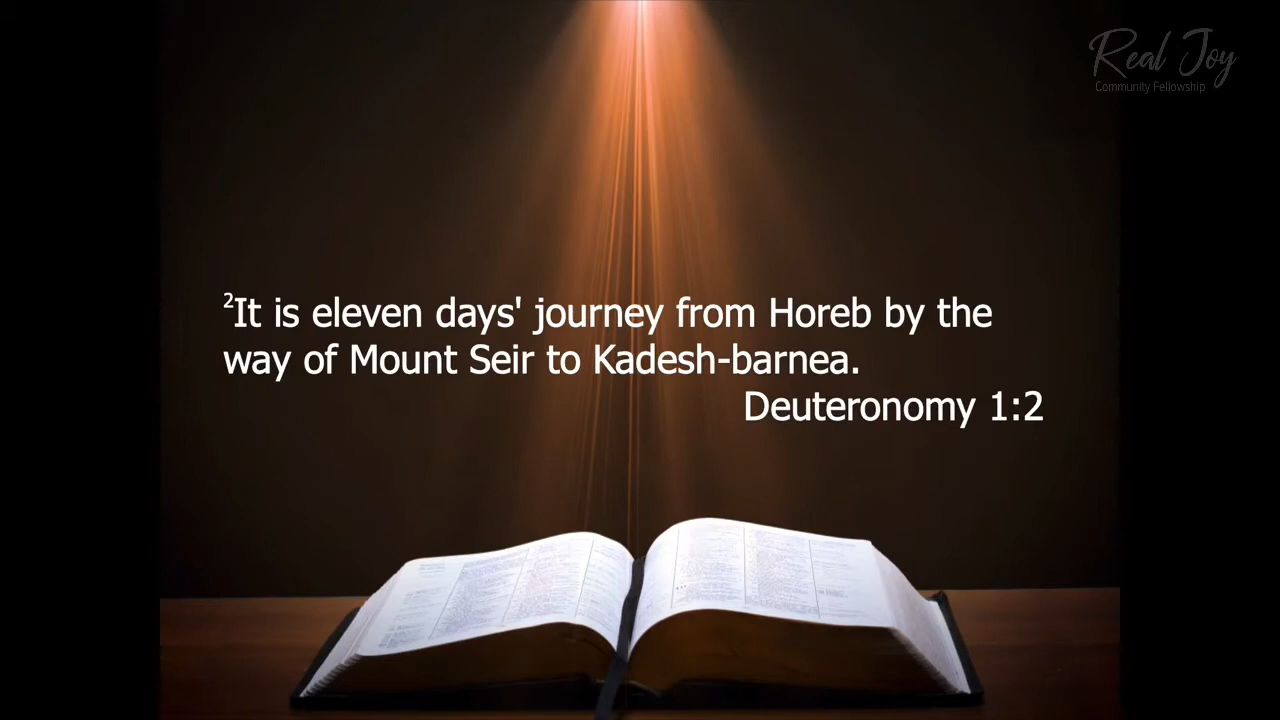 Real Joy
Community Fellowship
²It is eleven days' journey from Horeb by the
way of Mount Seir to Kadesh-barnea.
Deuteronomy 1:2